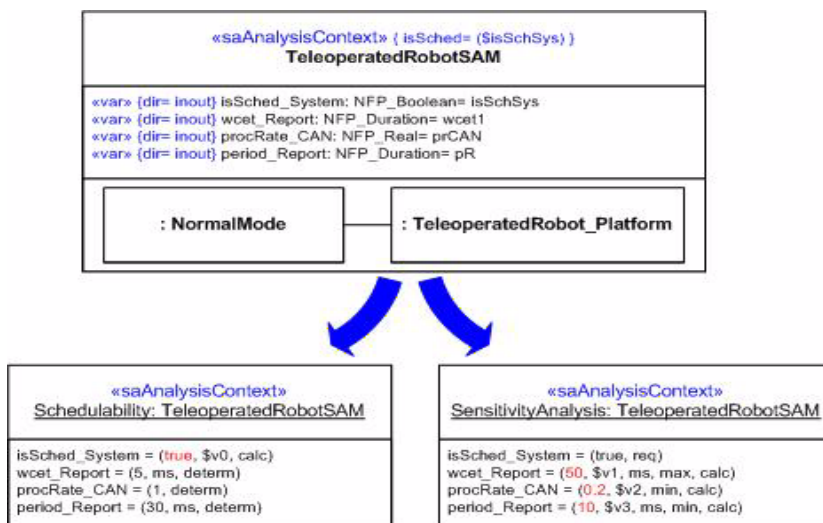 «saAnalysisContext» { isSched= ($isSchSys) }
TeleoperatedRobotSAM
«var» {dir= inout} isSched_System: NFP_Boolean= isSchSys
«var» {dir= inout} wcet_Report: NFP_Duration= wcet1
«var» {dir= inout} procRate_CAN: NFP_Real= prCAN
«var» {dir= inout} period_Report: NFP_Duration= pR
: NormalMode
: TeleoperatedRobot_Platform
«saAnalysisContext»
Schedulability: TeleoperatedRobotSAM
isSched_System = (true, $v0, calc)
wcet_Report = (5, ms, determ)
procRate_CAN = (1, determ)
period_Report = (30, ms, determ)
«saAnalysisContext»
SensitivityAnalysis: TeleoperatedRobotSAM
isSched_System = (true, req)
wcet_Report = (50, $v1, ms, max, calc)
procRate_CAN = (0.2, $v2, min, calc)
period_Report = (10, $v3, ms, min, calc)